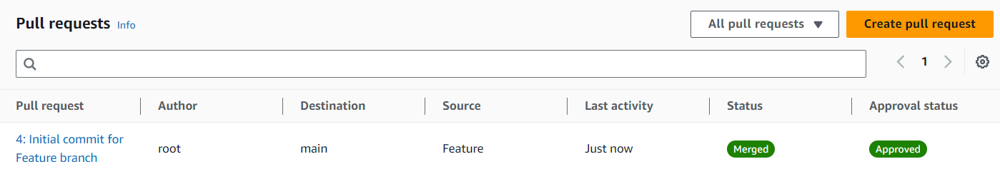 Pull requests Info
All pull requests
Create pull request
1
Pull request Author Destination Source Last activity Status Approval status
4: Initial commit for
Feature branch
root main Feature Just now Merged Approved